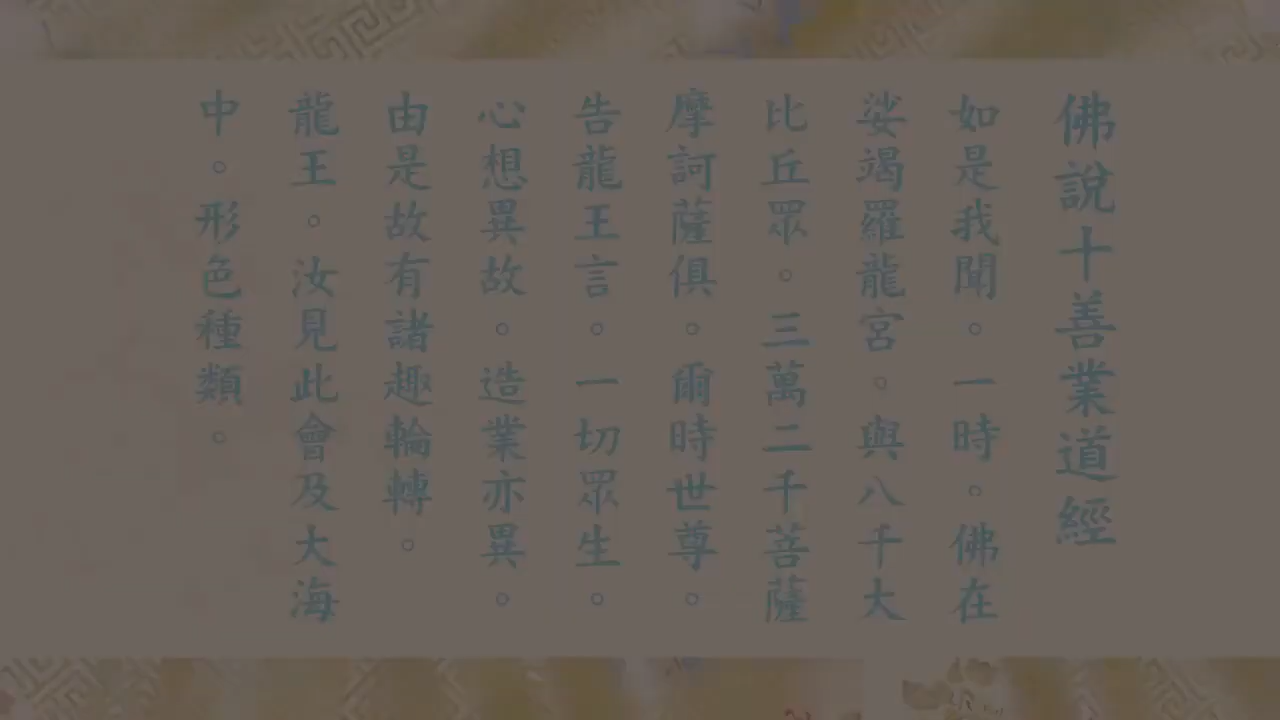 佛說十善業道經
如是我聞。一時。佛在
娑竭羅龍宮。與八千大
比丘眾。三萬二千菩薩
摩訶薩俱。爾時世尊。
告龍王言。一切眾生。
心想異故。造業亦異。
由是故有諸趣輪轉。
龍王。汝見此會及大海
中。形色種類。